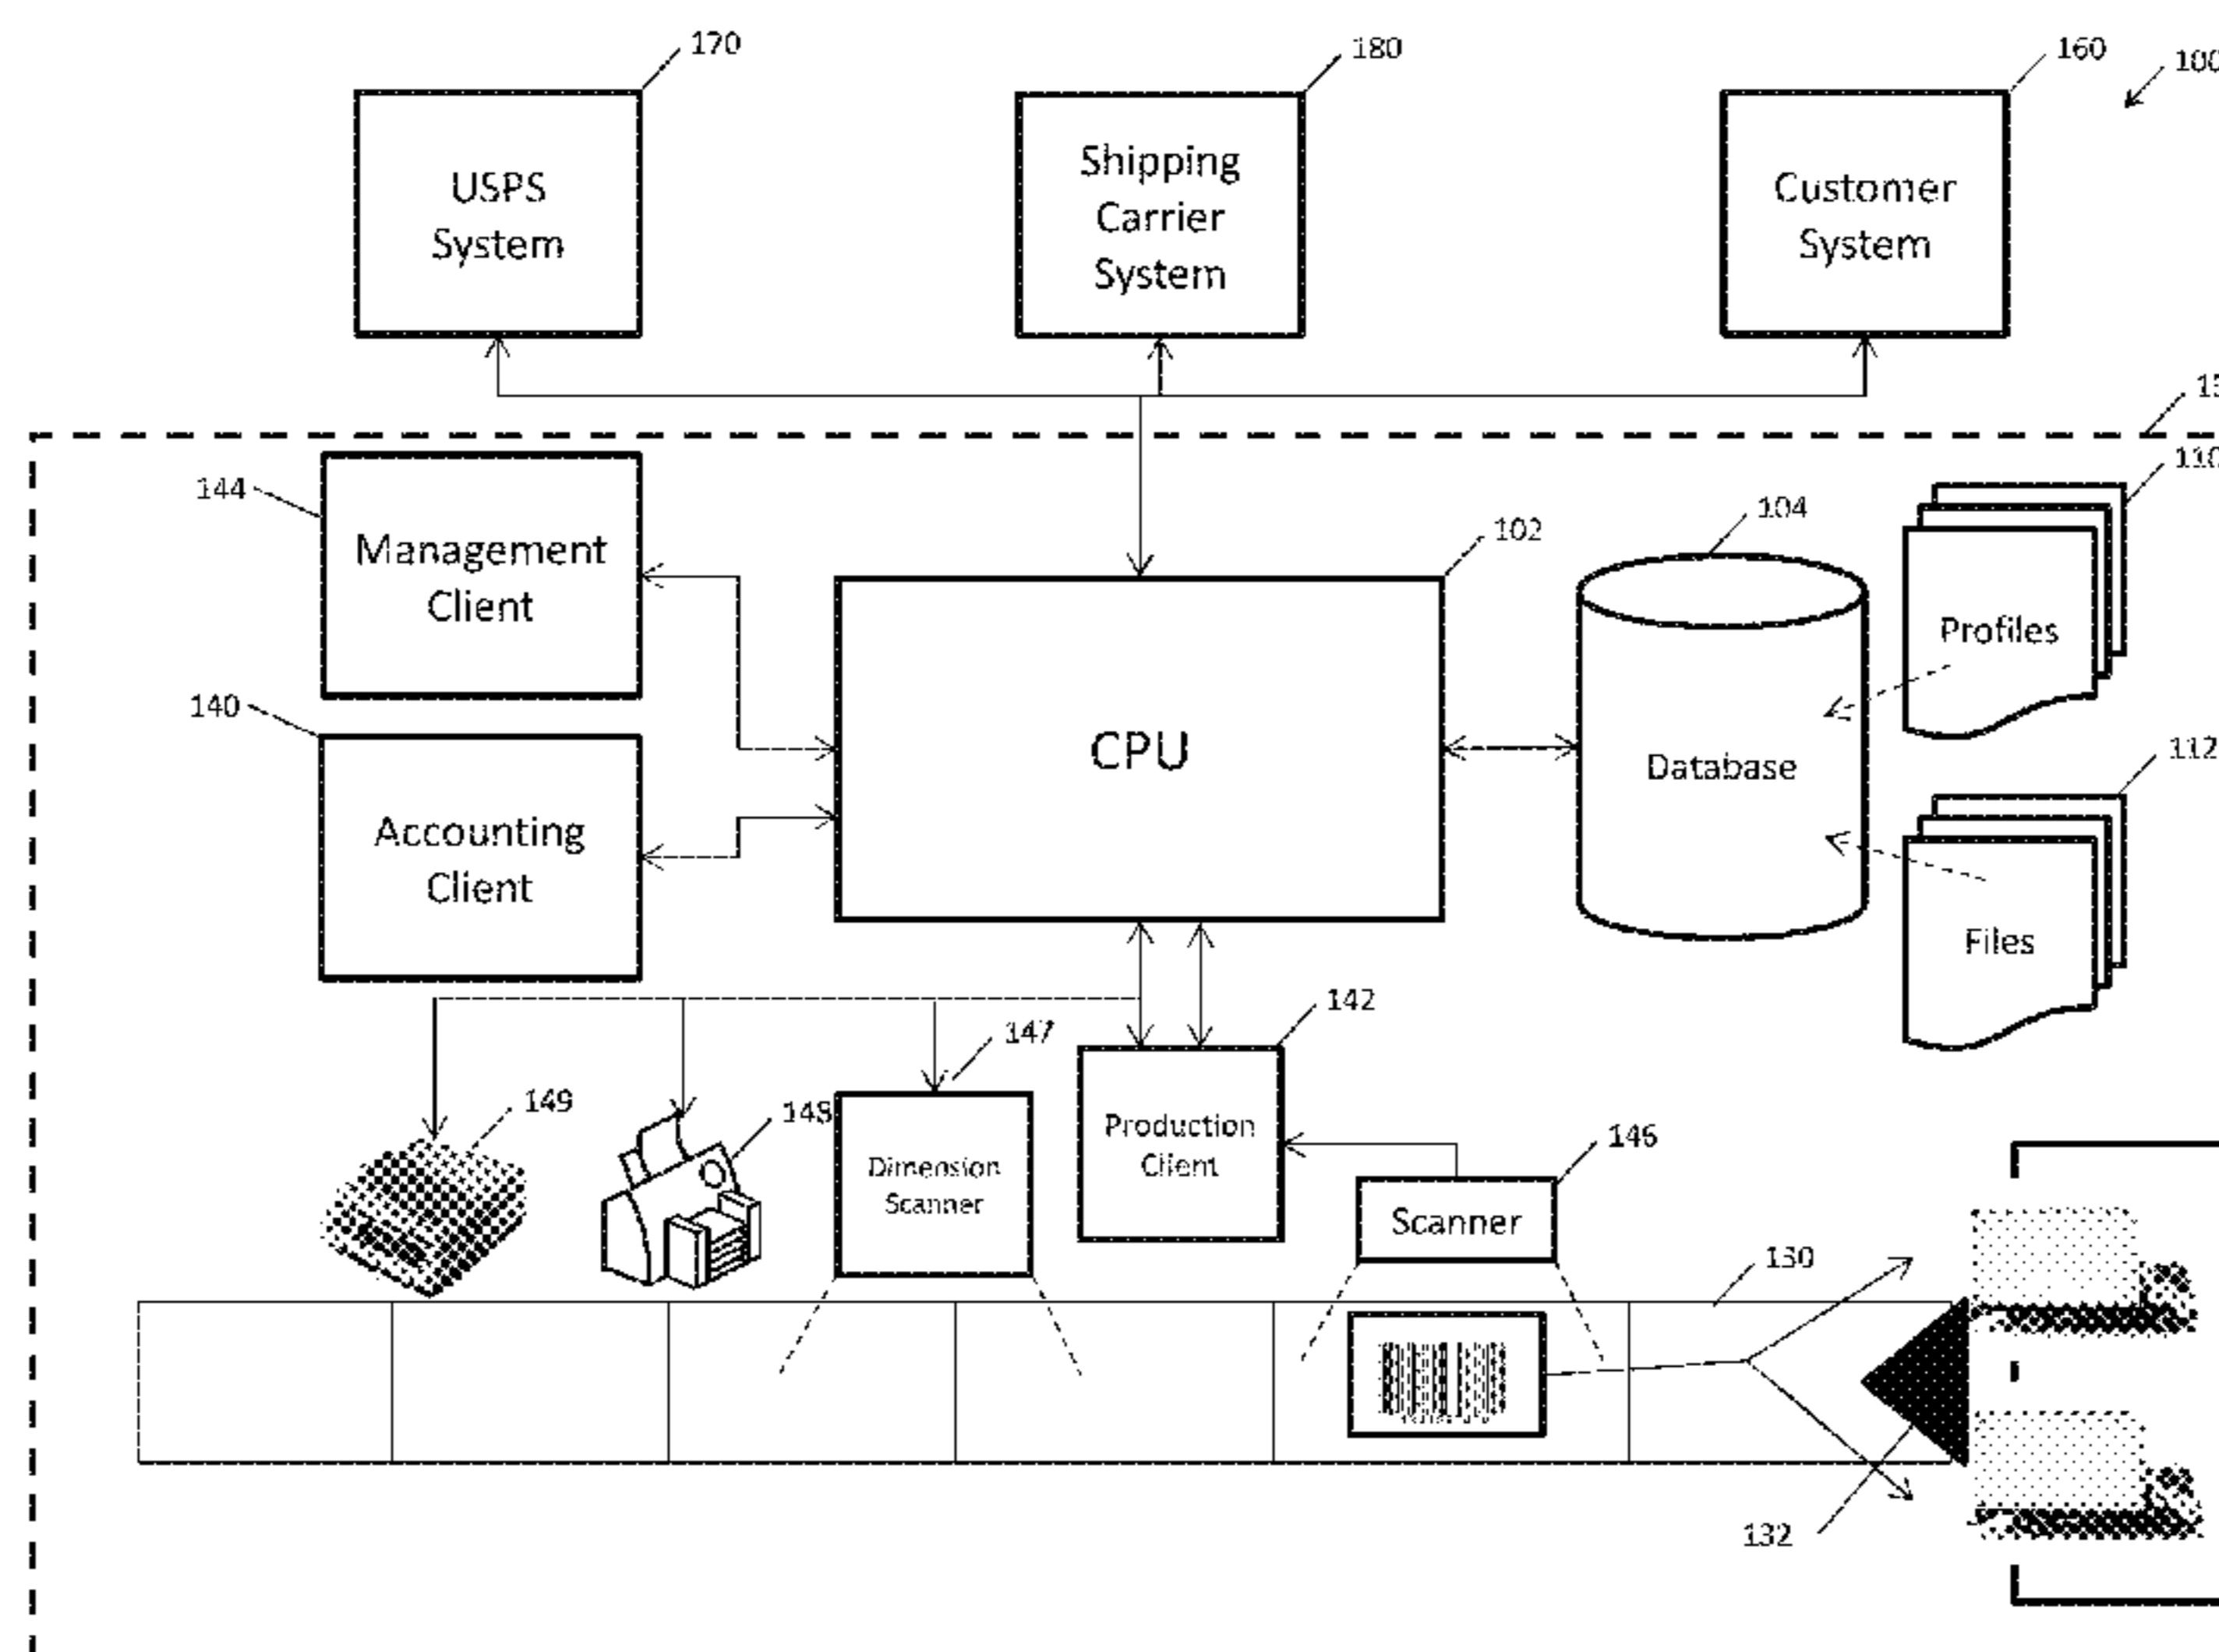 170
180
160
100
USPS
System
Shipping
Carrier
System
Customer
System
110
144
Management
Client
102
104
Profiles
140
Accounting
Client
CPU
Database
112
Files
142
147
149
148
Dimension
Scanner
Production
Client
146
Scanner
130
132